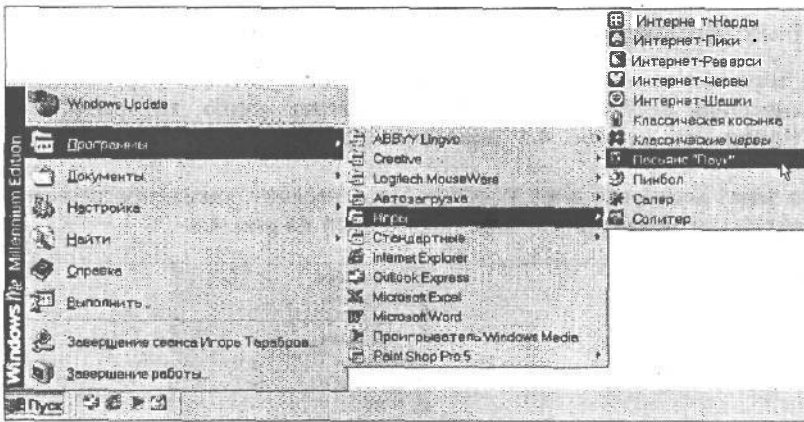 Интерне т-Нарды
Интернет-Пики
Интернет-Реверси
Интернет-Червы
Интернет-Шашки
Классическая косынка
Классические червы
Пасьянс "Паук"
Пинбол
Сапер
Солитер
Windows Update
Программы
Документы
Настройка
Найти
Справка
Выполнить...
Завершение сеанса Игорь Тарабров...
Завершение работы...
ABBYY Lingvo
Creative
Logitech MouseWare
Автозагрузка
Игры
Стандартные
Internet Explorer
Outlook Express
Microsoft Excel
Microsoft Word
Проигрыватель Windows Media
Paint Shop Pro 5
Windows Me Millennium Edition
Пуск